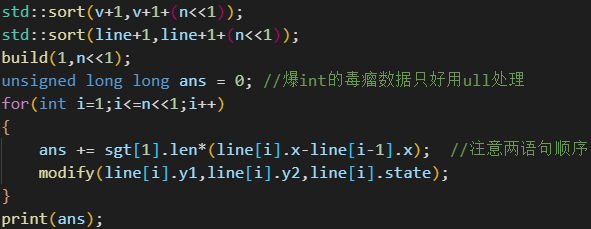 std::sort(v+1,v+1+(n<<1));
std::sort(line+1,line+1+(n<<1));
build(1,n<<1);
unsigned long long ans = 0; //爆int的毒瘤数据只好用ull处理
for(int i=1;i<=n<<1;i++)
{
    ans += sgt[1].len*(line[i].x-line[i-1].x);  //注意两语句顺序
    modify(line[i].y1,line[i].y2,line[i].state);
}
print(ans);